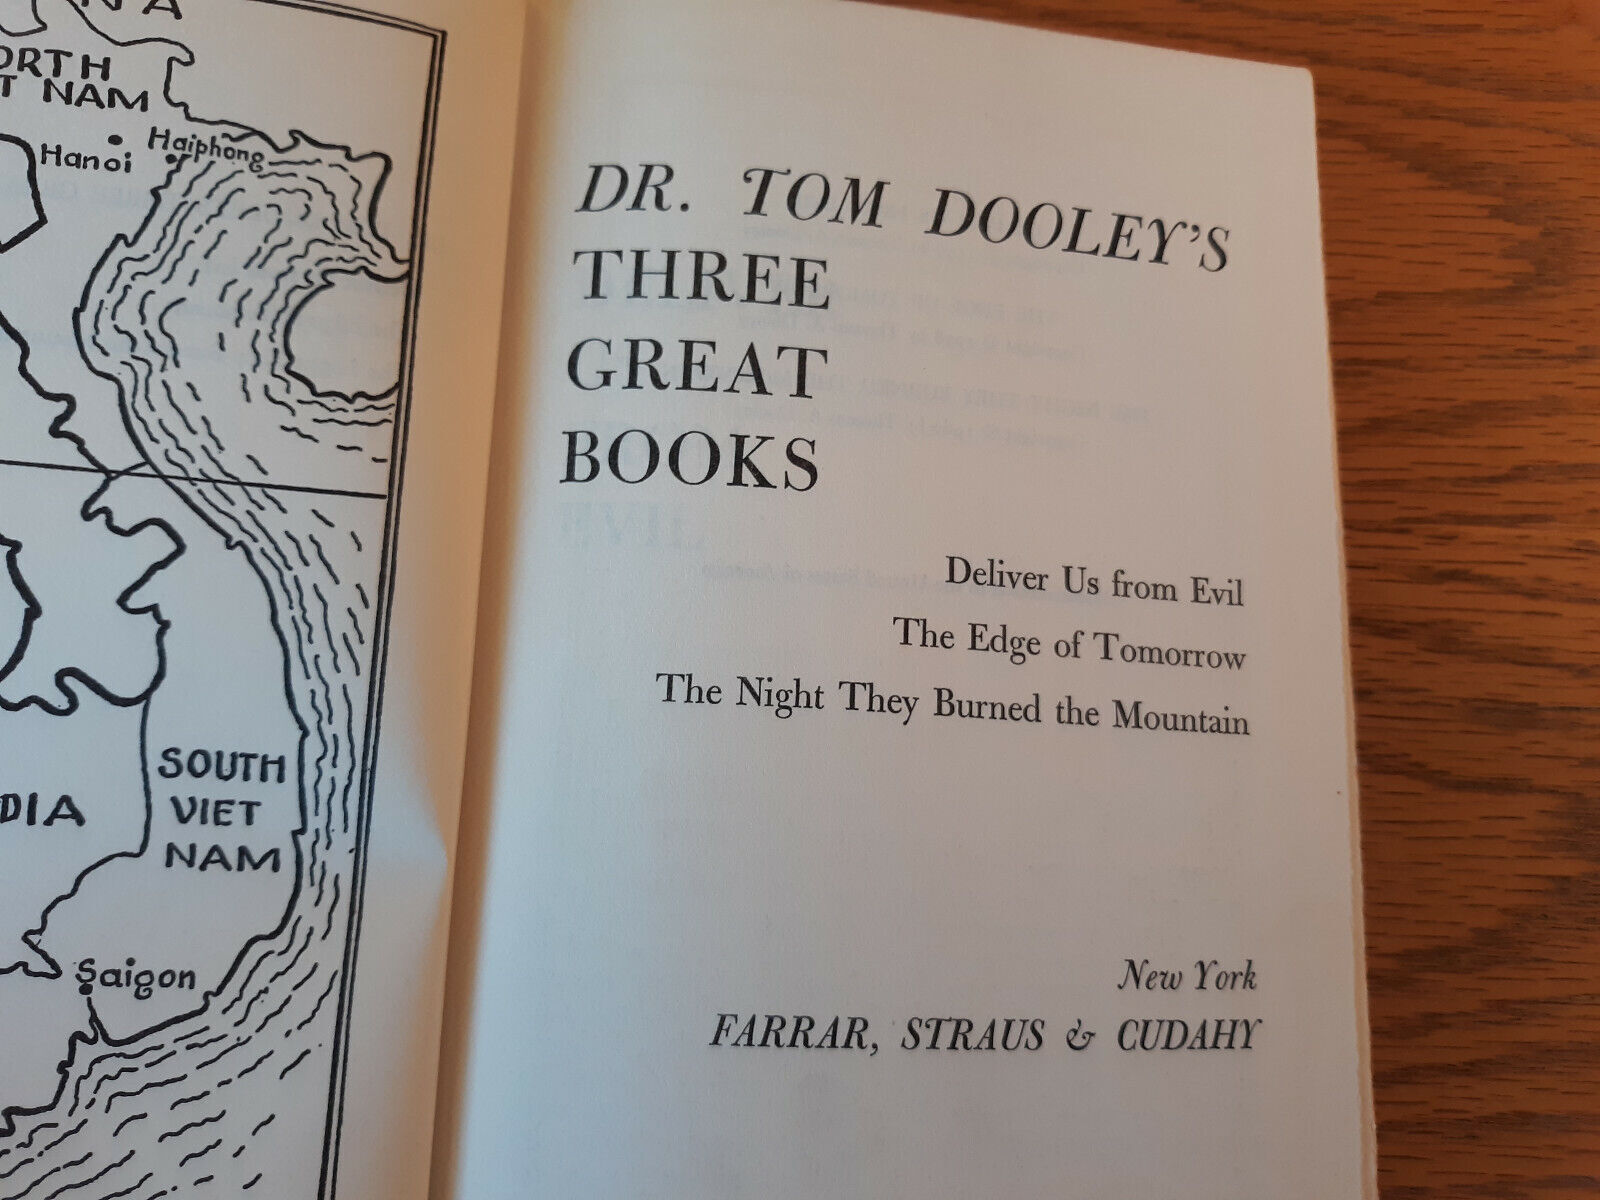 NA
ORTH
T NAM
Hanoi
Haiphong
SOUTH
VIET
NAM
DIA
Saigon
DR. TOM DOOLEY'S
THREE
GREAT
BOOKS
Deliver Us from Evil
The Edge of Tomorrow
The Night They Burned the Mountain
New York
FARRAR, STRAUS & CUDAHY